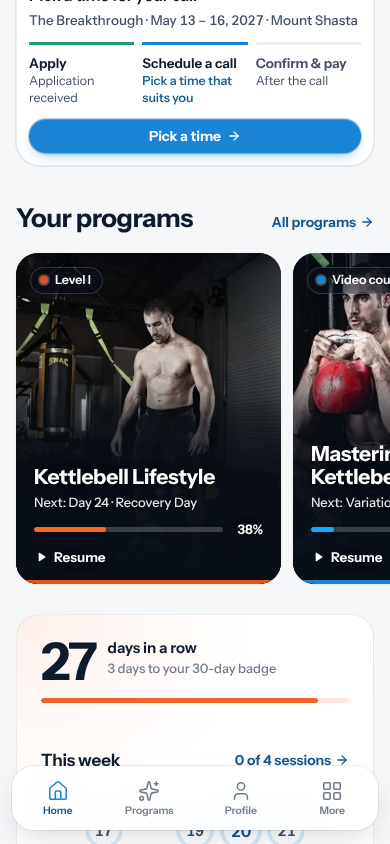 The Breakthrough · May 13 – 16, 2027 · Mount Shasta
Apply
Application
received
Schedule a call
Pick a time that
suits you
Confirm & pay
After the call
Pick a time →
Your programs
All programs →
Level I
SNAC
Kettlebell Lifestyle
Next: Day 24 · Recovery Day
38%
Resume
Video cou
Masterin
Kettlebe
Next: Variatio
Resume
27
days in a row
3 days to your 30-day badge
This week
0 of 4 sessions →
17
19
20
21
Home
Programs
Profile
More